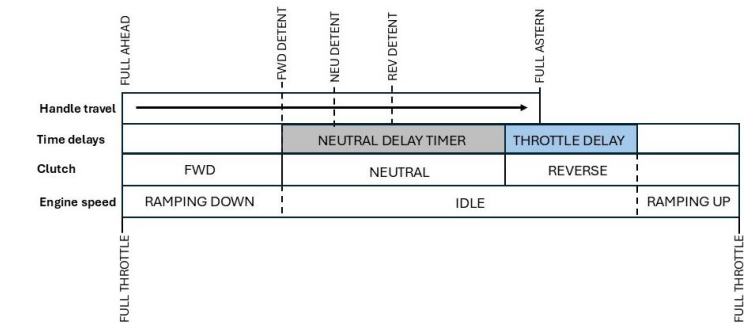 FULL AHEAD
FWD DETENT
NEU DETENT
REV DETENT
FULL ASTERN
Handle travel
Time delays
NEUTRAL DELAY TIMER
THROTTLE DELAY
Clutch
FWD
NEUTRAL
REVERSE
Engine speed
RAMPING DOWN
IDLE
RAMPING UP
FULL THROTTLE
FULL THROTTLE